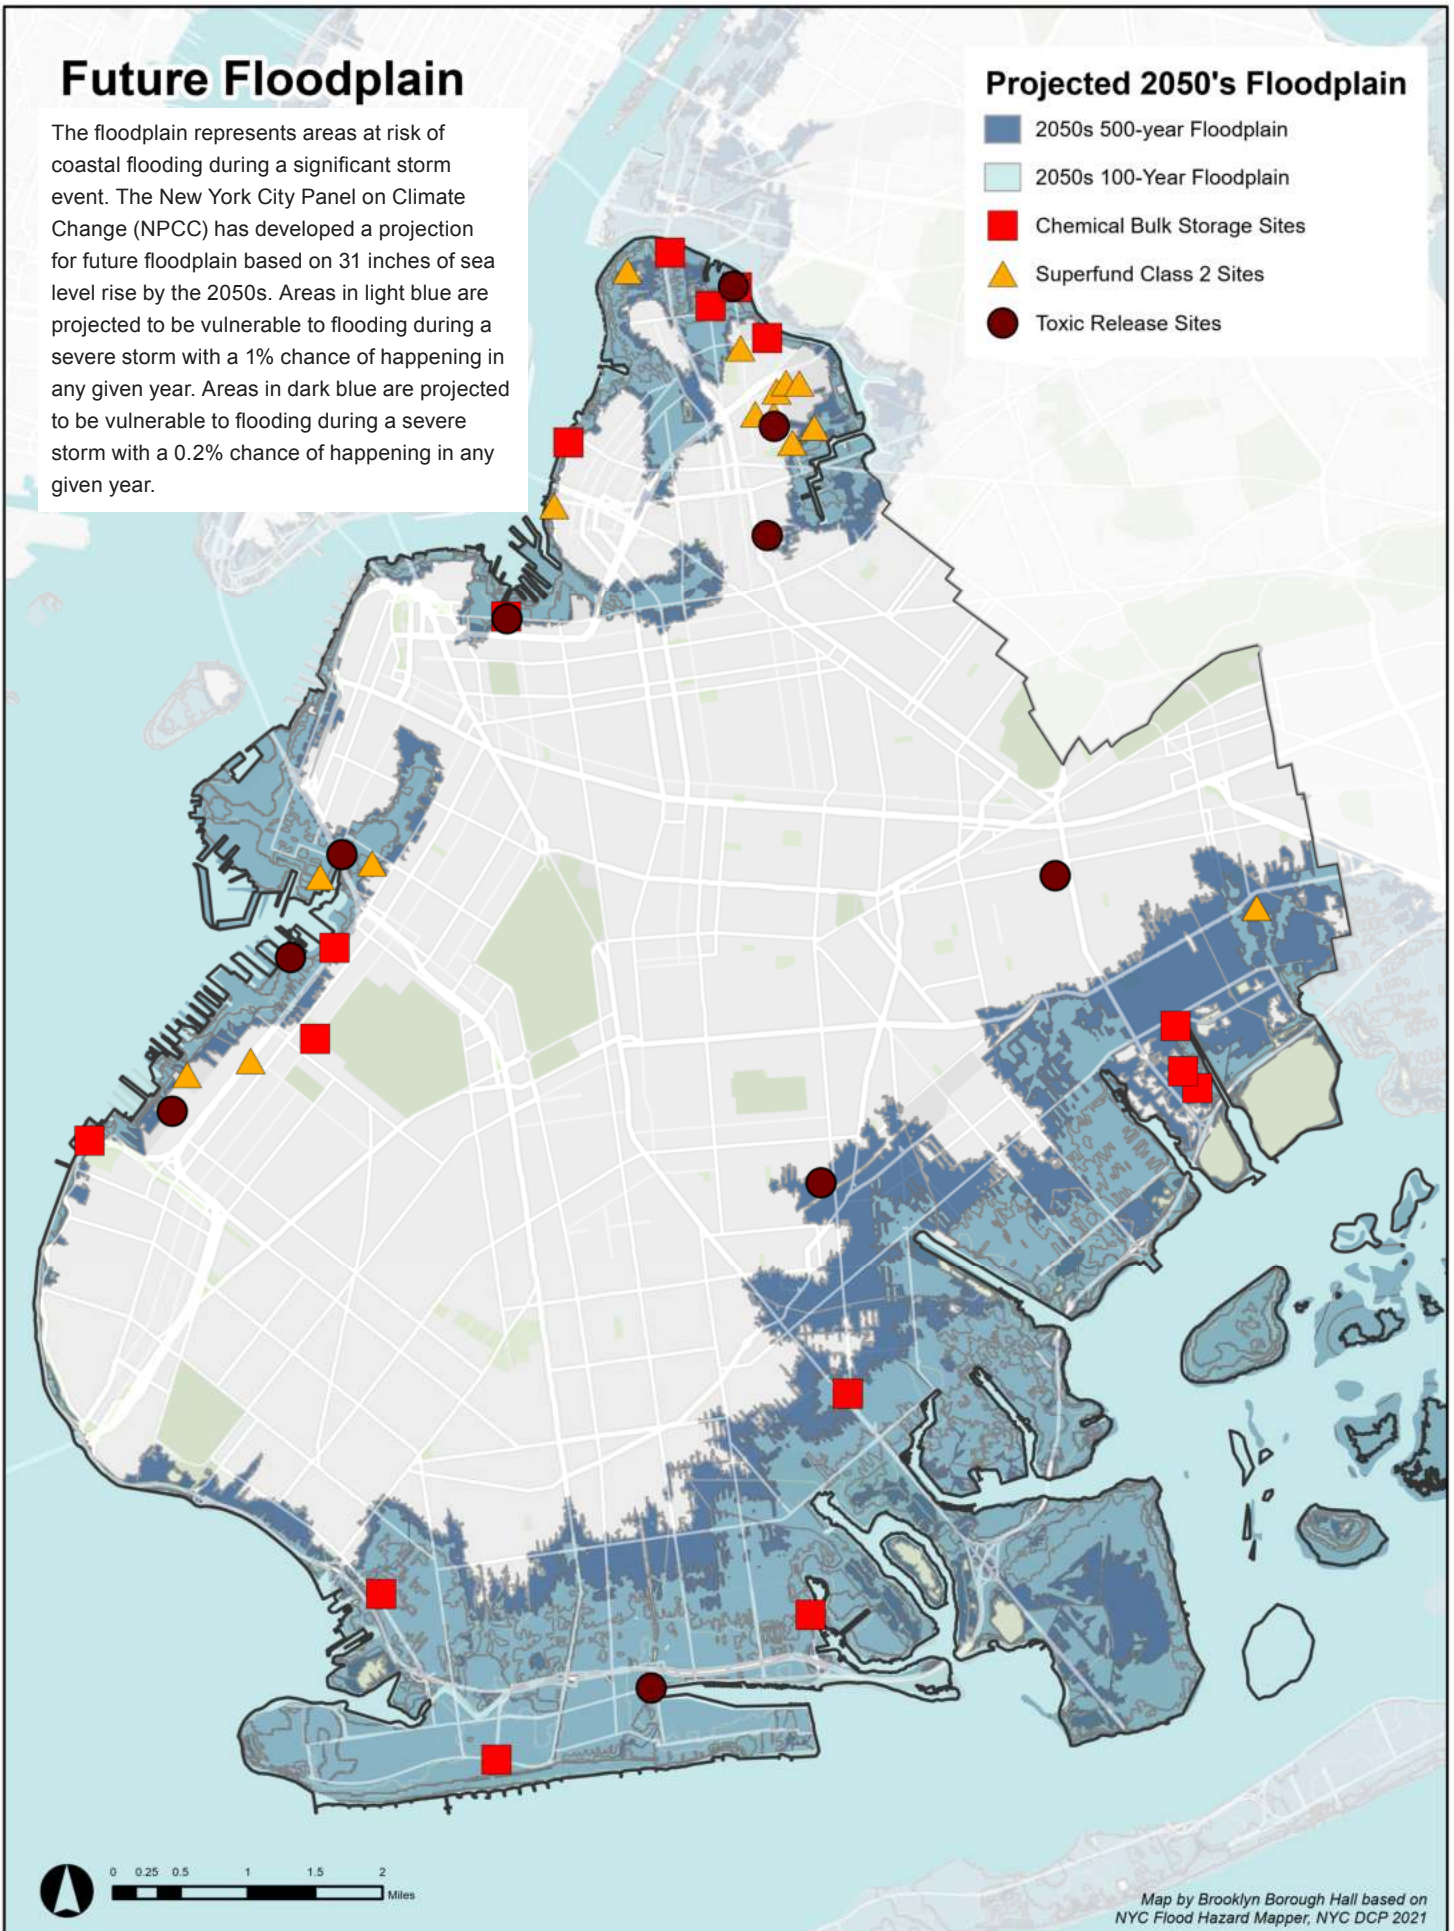 Future Floodplain
The floodplain represents areas at risk of
coastal flooding during a significant storm
event. The New York City Panel on Climate
Change (NPCC) has developed a projection
for future floodplain based on 31 inches of sea
level rise by the 2050s. Areas in light blue are
projected to be vulnerable to flooding during a
severe storm with a 1% chance of happening in
any given year. Areas in dark blue are projected
to be vulnerable to flooding during a severe
storm with a 0.2% chance of happening in any
given year.
Projected 2050's Floodplain
2050s 500-year Floodplain
2050s 100-Year Floodplain
Chemical Bulk Storage Sites
Superfund Class 2 Sites
Toxic Release Sites
0 0.25 0.5 1 1.5 2
Miles
Map by Brooklyn Borough Hall based on
NYC Flood Hazard Mapper, NYC DCP 2021